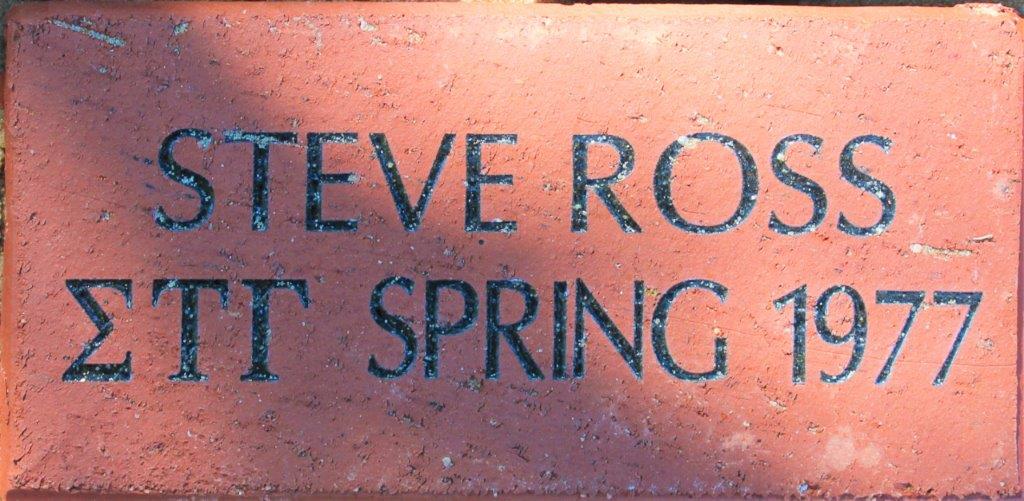 STEVE ROSS
ΣΤΓ SPRING 1977